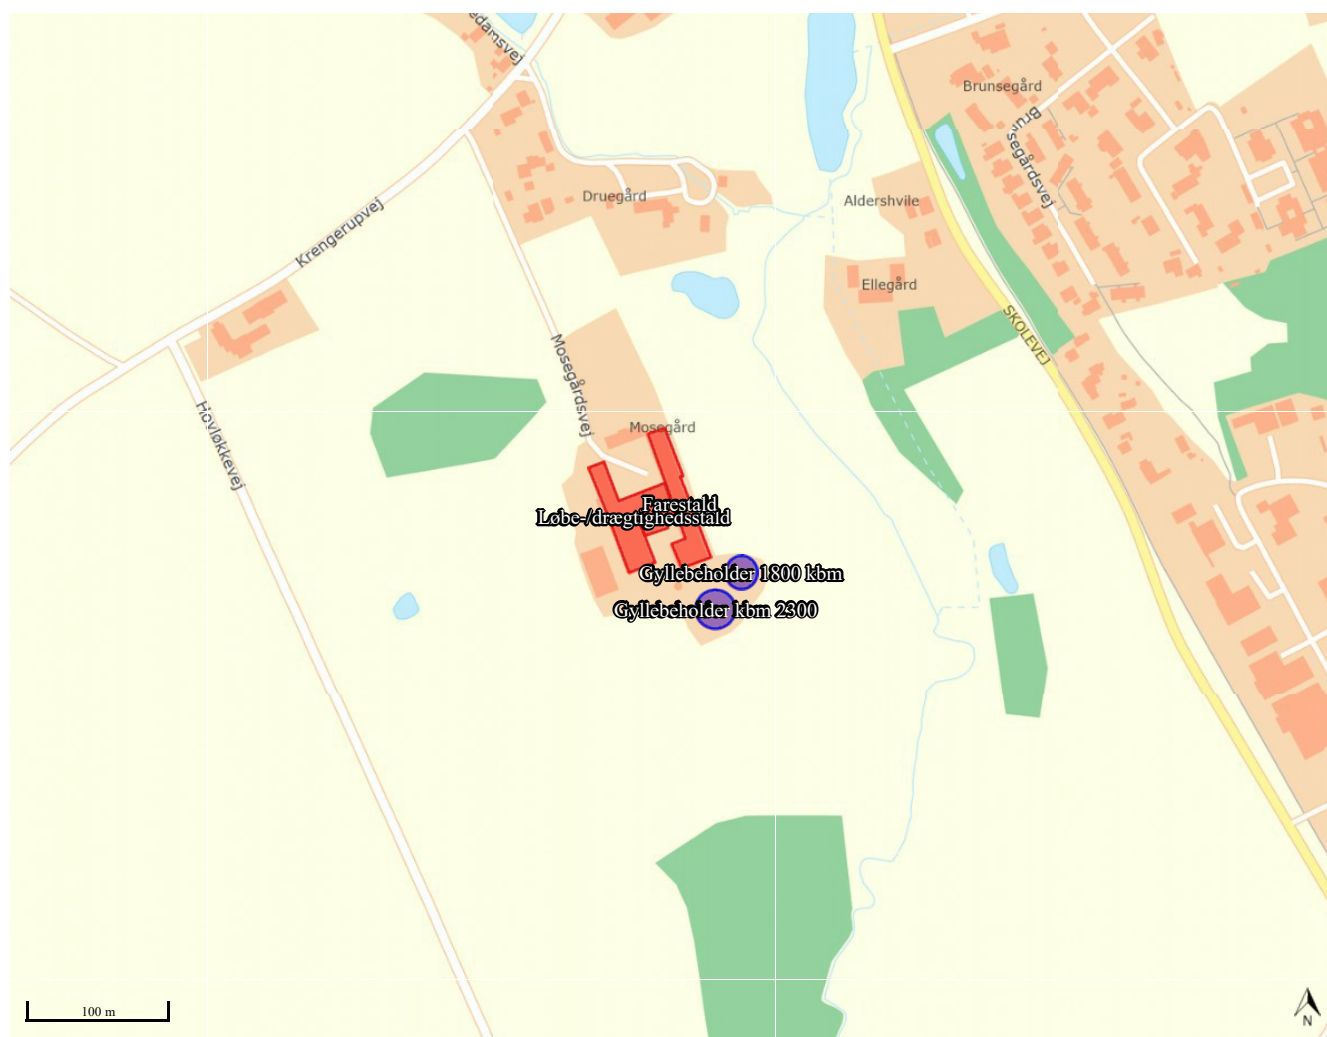 edamsvej
Brunsegård
Brunsegårdsvej
Druegård
Aldershvile
Krengerupvej
Ellegård
SKOLEVEJ
Mosegårdsvej
Hovløkkevej
Mosegård
Farestald
Løbe-/drægtighedsstald
Gyllebeholder 1800 kbm
Gyllebeholder kbm 2300
100 m
N